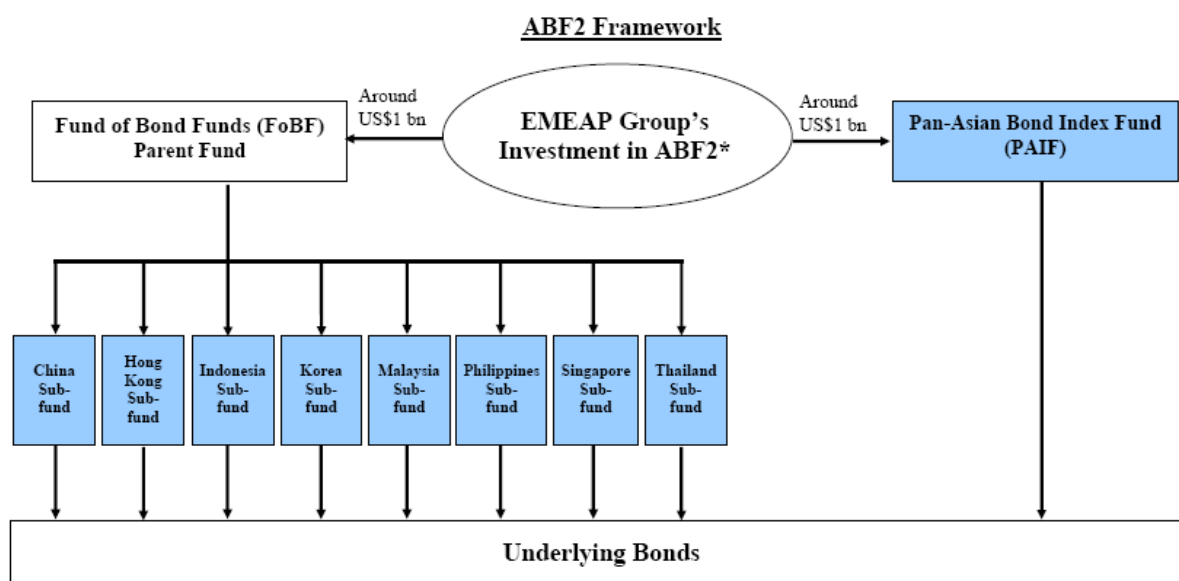 ABF2 Framework
Around
US$1 bn
Around
US$1 bn
Fund of Bond Funds (FoBF)
Parent Fund
EMEAP Group's
Investment in ABF2*
Pan-Asian Bond Index Fund
(PAIF)
China
Sub-
fund
Hong
Kong
Sub-
fund
Indonesia
Sub-
fund
Korea
Sub-
fund
Malaysia
Sub-
fund
Philippines
Sub-
fund
Singapore
Sub-
fund
Thailand
Sub-
fund
Underlying Bonds